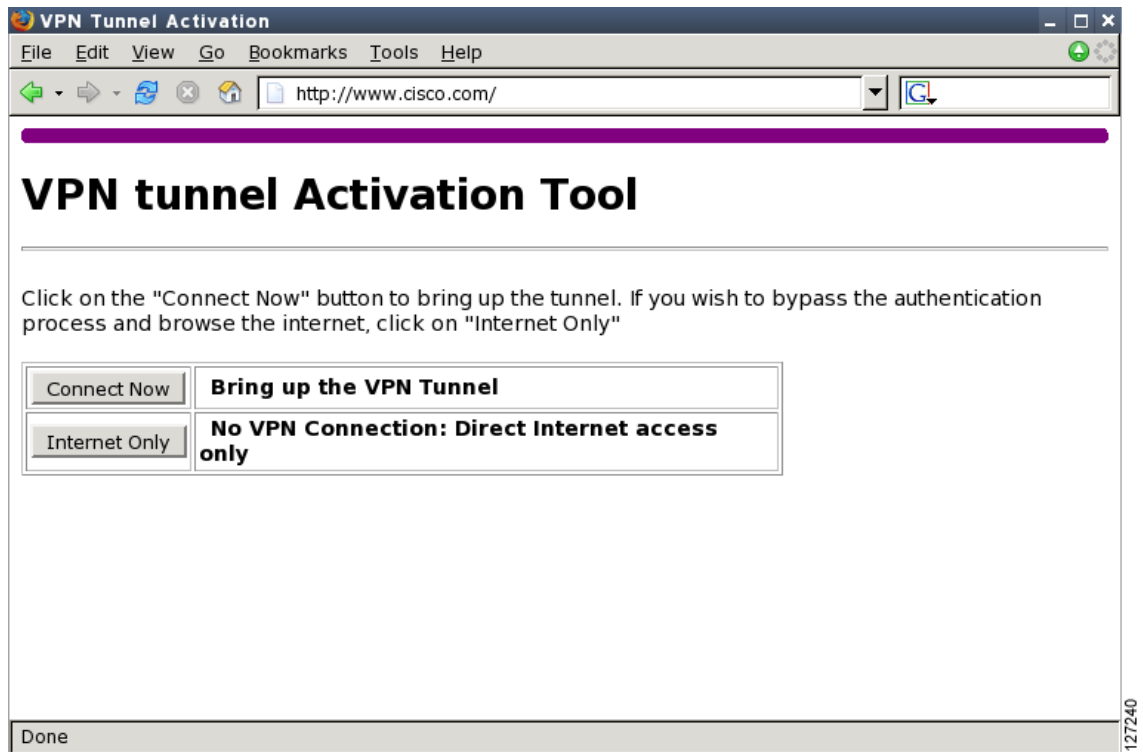 VPN Tunnel Activation
File Edit View Go Bookmarks Tools Help
http://www.cisco.com/
G
VPN tunnel Activation Tool
Click on the "Connect Now" button to bring up the tunnel. If you wish to bypass the authentication
process and browse the internet, click on "Internet Only"
Connect Now Bring up the VPN Tunnel
Internet Only No VPN Connection: Direct Internet access
only
Done
127240